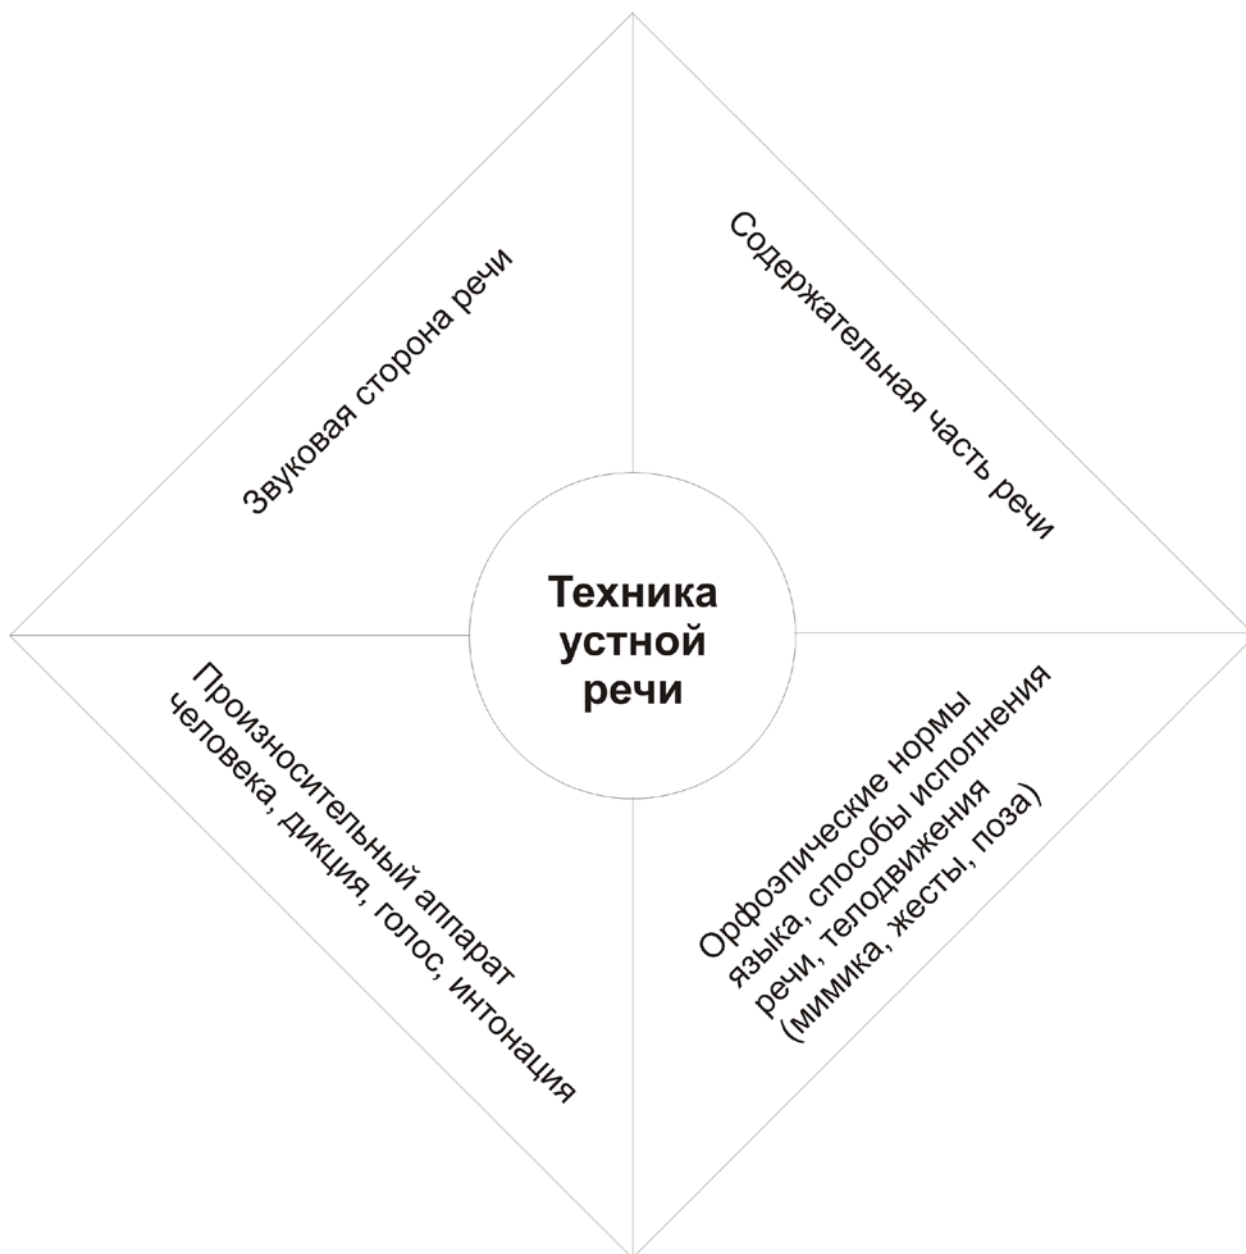 Звуковая сторона речи
Содержательная часть речи
Техника
устной
речи
Произносительный аппарат
человека, дикция, голос, интонация
Орфоэпические нормы
языка, способы исполнения
речи, телодвижения
(мимика, жесты, поза)